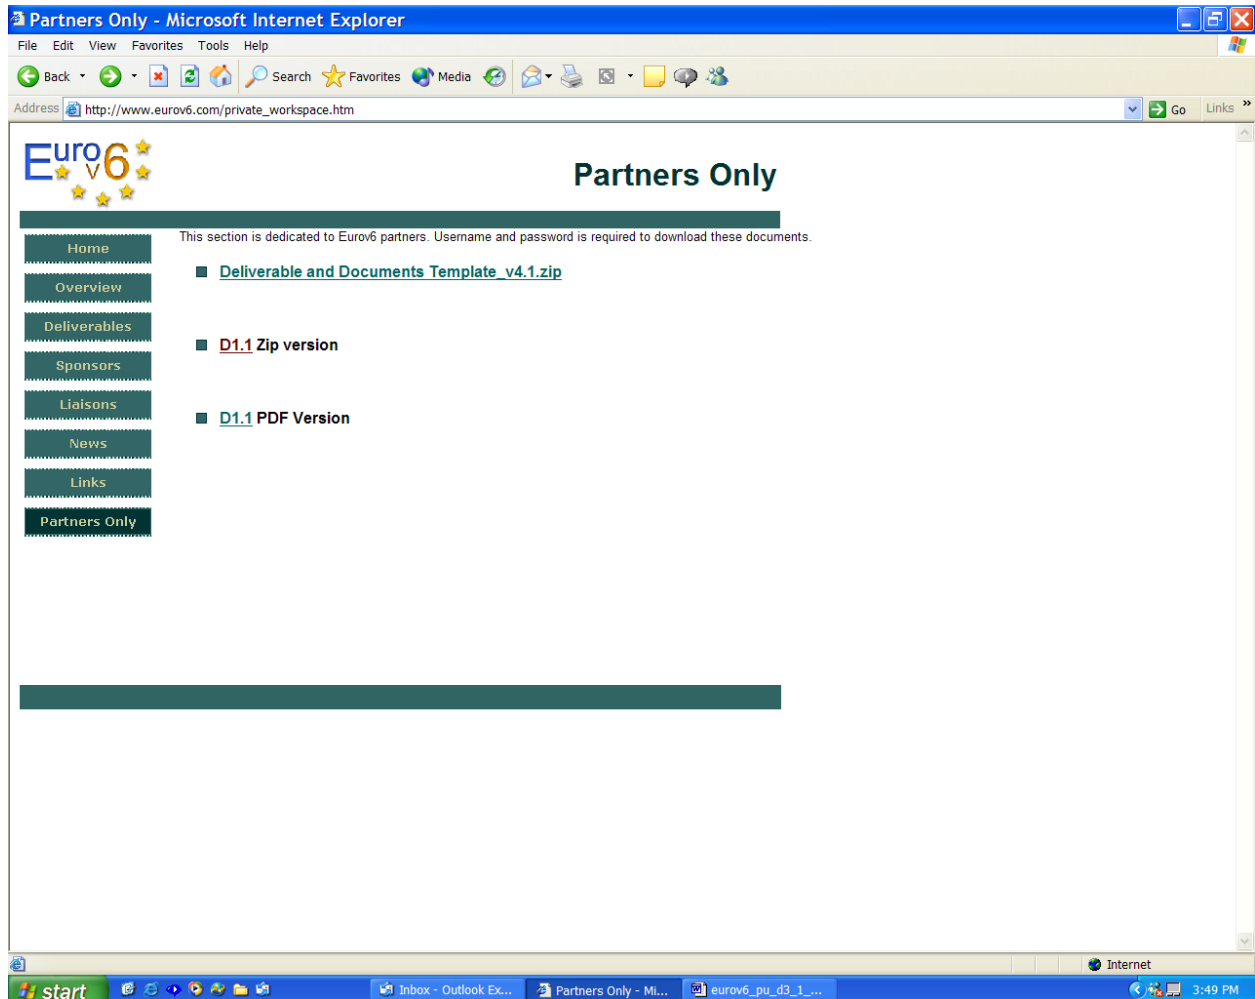 Partners Only - Microsoft Internet Explorer
File Edit View Favorites Tools Help
Back Search Favorites Media
Address http://www.eurov6.com/private_workspace.htm Go Links »
Euro v6
Partners Only
This section is dedicated to Eurov6 partners. Username and password is required to download these documents.
Home
Overview
Deliverables
Sponsors
Liaisons
News
Links
Partners Only
Deliverable and Documents Template_v4.1.zip
D1.1 Zip version
D1.1 PDF Version
Internet
start Inbox - Outlook Ex... Partners Only - Mi... eurov6_pu_d3_1_... 3:49 PM